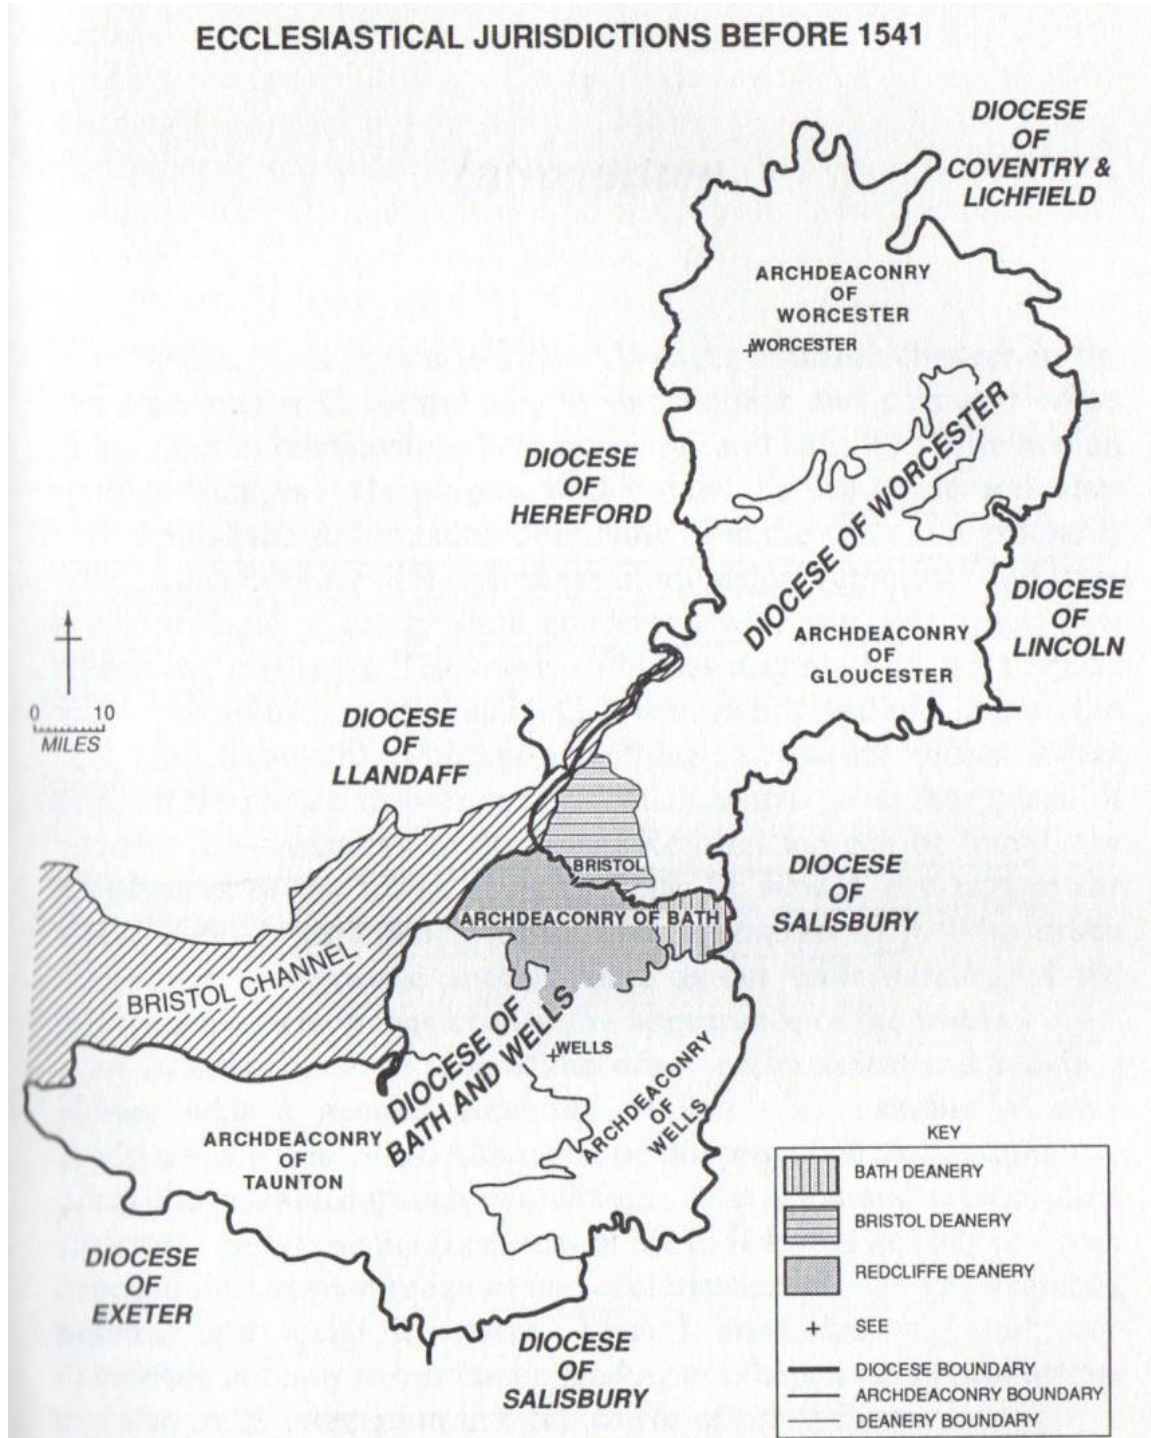 ECCLESIASTICAL JURISDICTIONS BEFORE 1541
DIOCESE
OF
COVENTRY &
LICHFIELD
ARCHDEACONRY
OF
WORCESTER
WORCESTER
DIOCESE OF WORCESTER
DIOCESE
OF
HEREFORD
DIOCESE
OF
LINCOLN
ARCHDEACONRY
OF
GLOUCESTER
0 10
MILES
DIOCESE
OF
LLANDAFF
BRISTOL
DIOCESE
OF
SALISBURY
ARCHDEACONRY OF BATH
BRISTOL CHANNEL
DIOCESE OF
BATH AND WELLS
WELLS
ARCHDEACONRY
OF
WELLS
ARCHDEACONRY
OF
TAUNTON
DIOCESE
OF
EXETER
DIOCESE
OF
SALISBURY
KEY
BATH DEANERY
BRISTOL DEANERY
REDCLIFFE DEANERY
SEE
DIOCESE BOUNDARY
ARCHDEACONRY BOUNDARY
DEANERY BOUNDARY